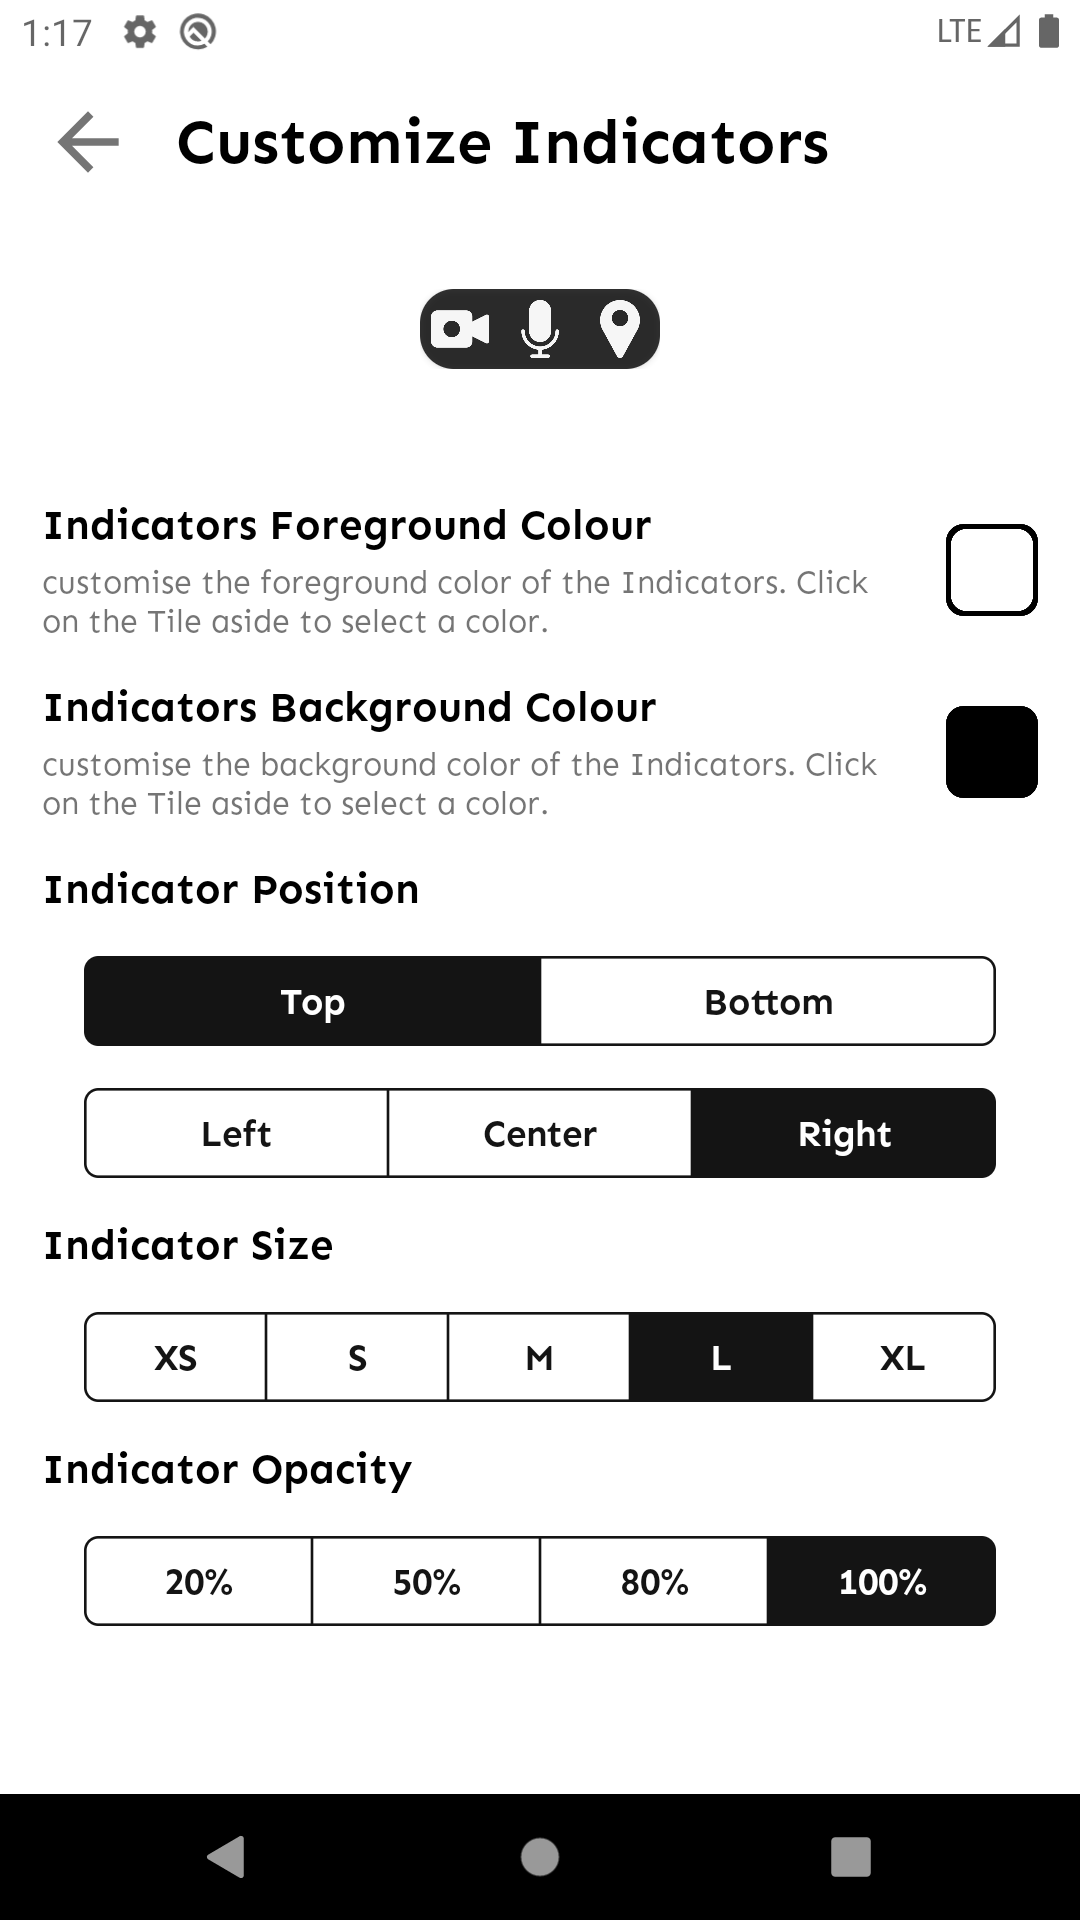 1:17 LTE
Customize Indicators
Indicators Foreground Colour
customise the foreground color of the Indicators. Click
on the Tile aside to select a color.
Indicators Background Colour
customise the background color of the Indicators. Click
on the Tile aside to select a color.
Indicator Position
Top Bottom
Left Center Right
Indicator Size
XS S M L XL
Indicator Opacity
20% 50% 80% 100%